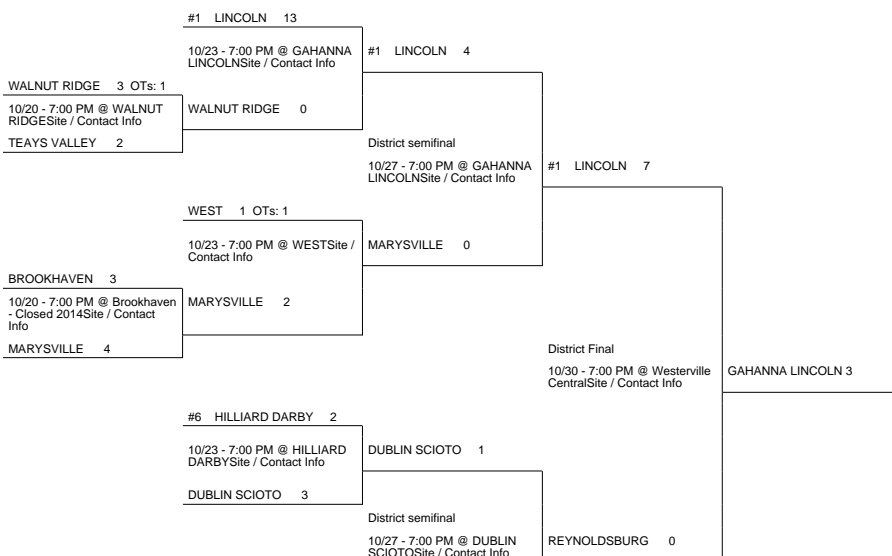 #1 LINCOLN 13
10/23 - 7:00 PM @ GAHANNA
LINCOLNSite / Contact Info
#1 LINCOLN 4
WALNUT RIDGE 3 OTs: 1
10/20 - 7:00 PM @ WALNUT
RIDGESite / Contact Info
WALNUT RIDGE 0
TEAYS VALLEY 2
District semifinal
10/27 - 7:00 PM @ GAHANNA
LINCOLNSite / Contact Info
#1 LINCOLN 7
WEST 1 OTs: 1
10/23 - 7:00 PM @ WESTSite /
Contact Info
MARYSVILLE 0
BROOKHAVEN 3
10/20 - 7:00 PM @ Brookhaven
- Closed 2014Site / Contact
Info
MARYSVILLE 2
MARYSVILLE 4
District Final
10/30 - 7:00 PM @ Westerville
CentralSite / Contact Info
GAHANNA LINCOLN 3
#6 HILLIARD DARBY 2
10/23 - 7:00 PM @ HILLIARD
DARBYSite / Contact Info
DUBLIN SCIOTO 1
DUBLIN SCIOTO 3
District semifinal
10/27 - 7:00 PM @ DUBLIN
SCIOTOSite / Contact Info
REYNOLDSBURG 0